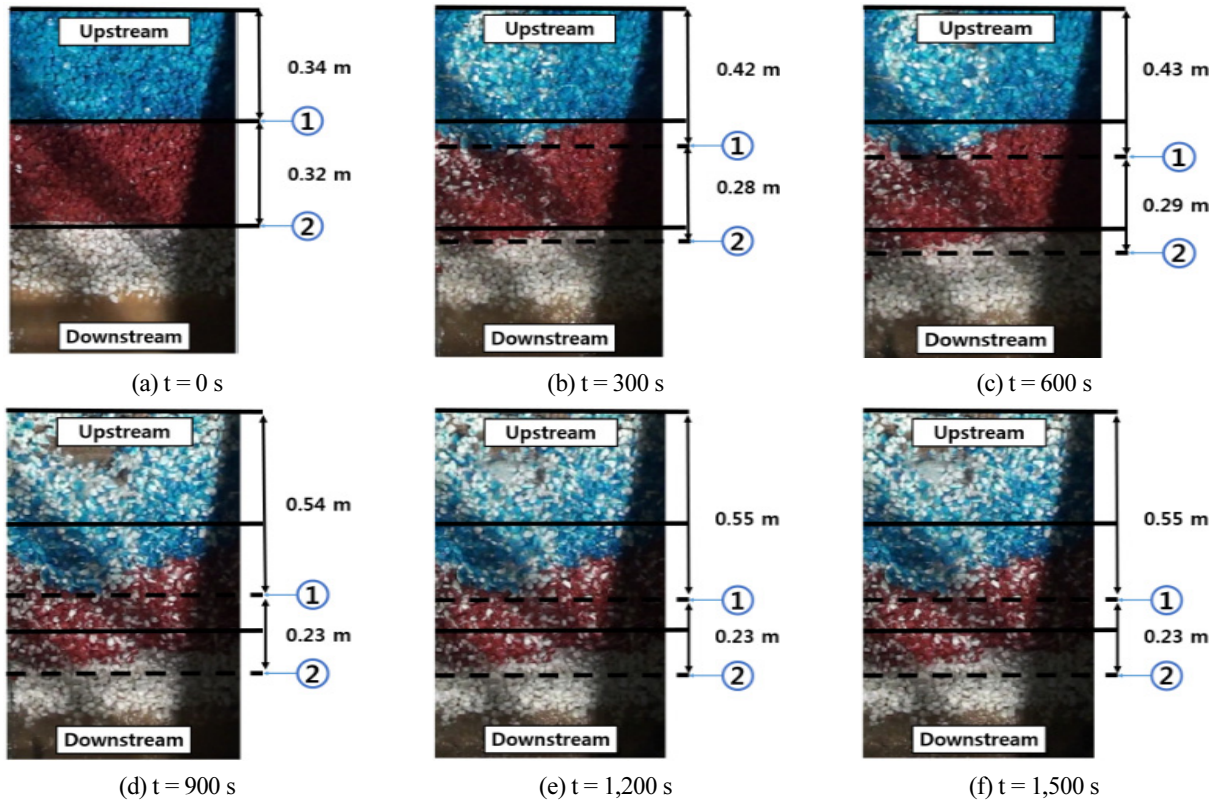 Upstream
0.34 m
①
0.32 m
②
Downstream
(a) t = 0 s
Upstream
0.42 m
①
0.28 m
②
Downstream
(b) t = 300 s
Upstream
0.43 m
①
0.29 m
②
Downstream
(c) t = 600 s
Upstream
0.54 m
①
0.23 m
②
Downstream
(d) t = 900 s
Upstream
0.55 m
①
0.23 m
②
Downstream
(e) t = 1,200 s
Upstream
0.55 m
①
0.23 m
②
Downstream
(f) t = 1,500 s